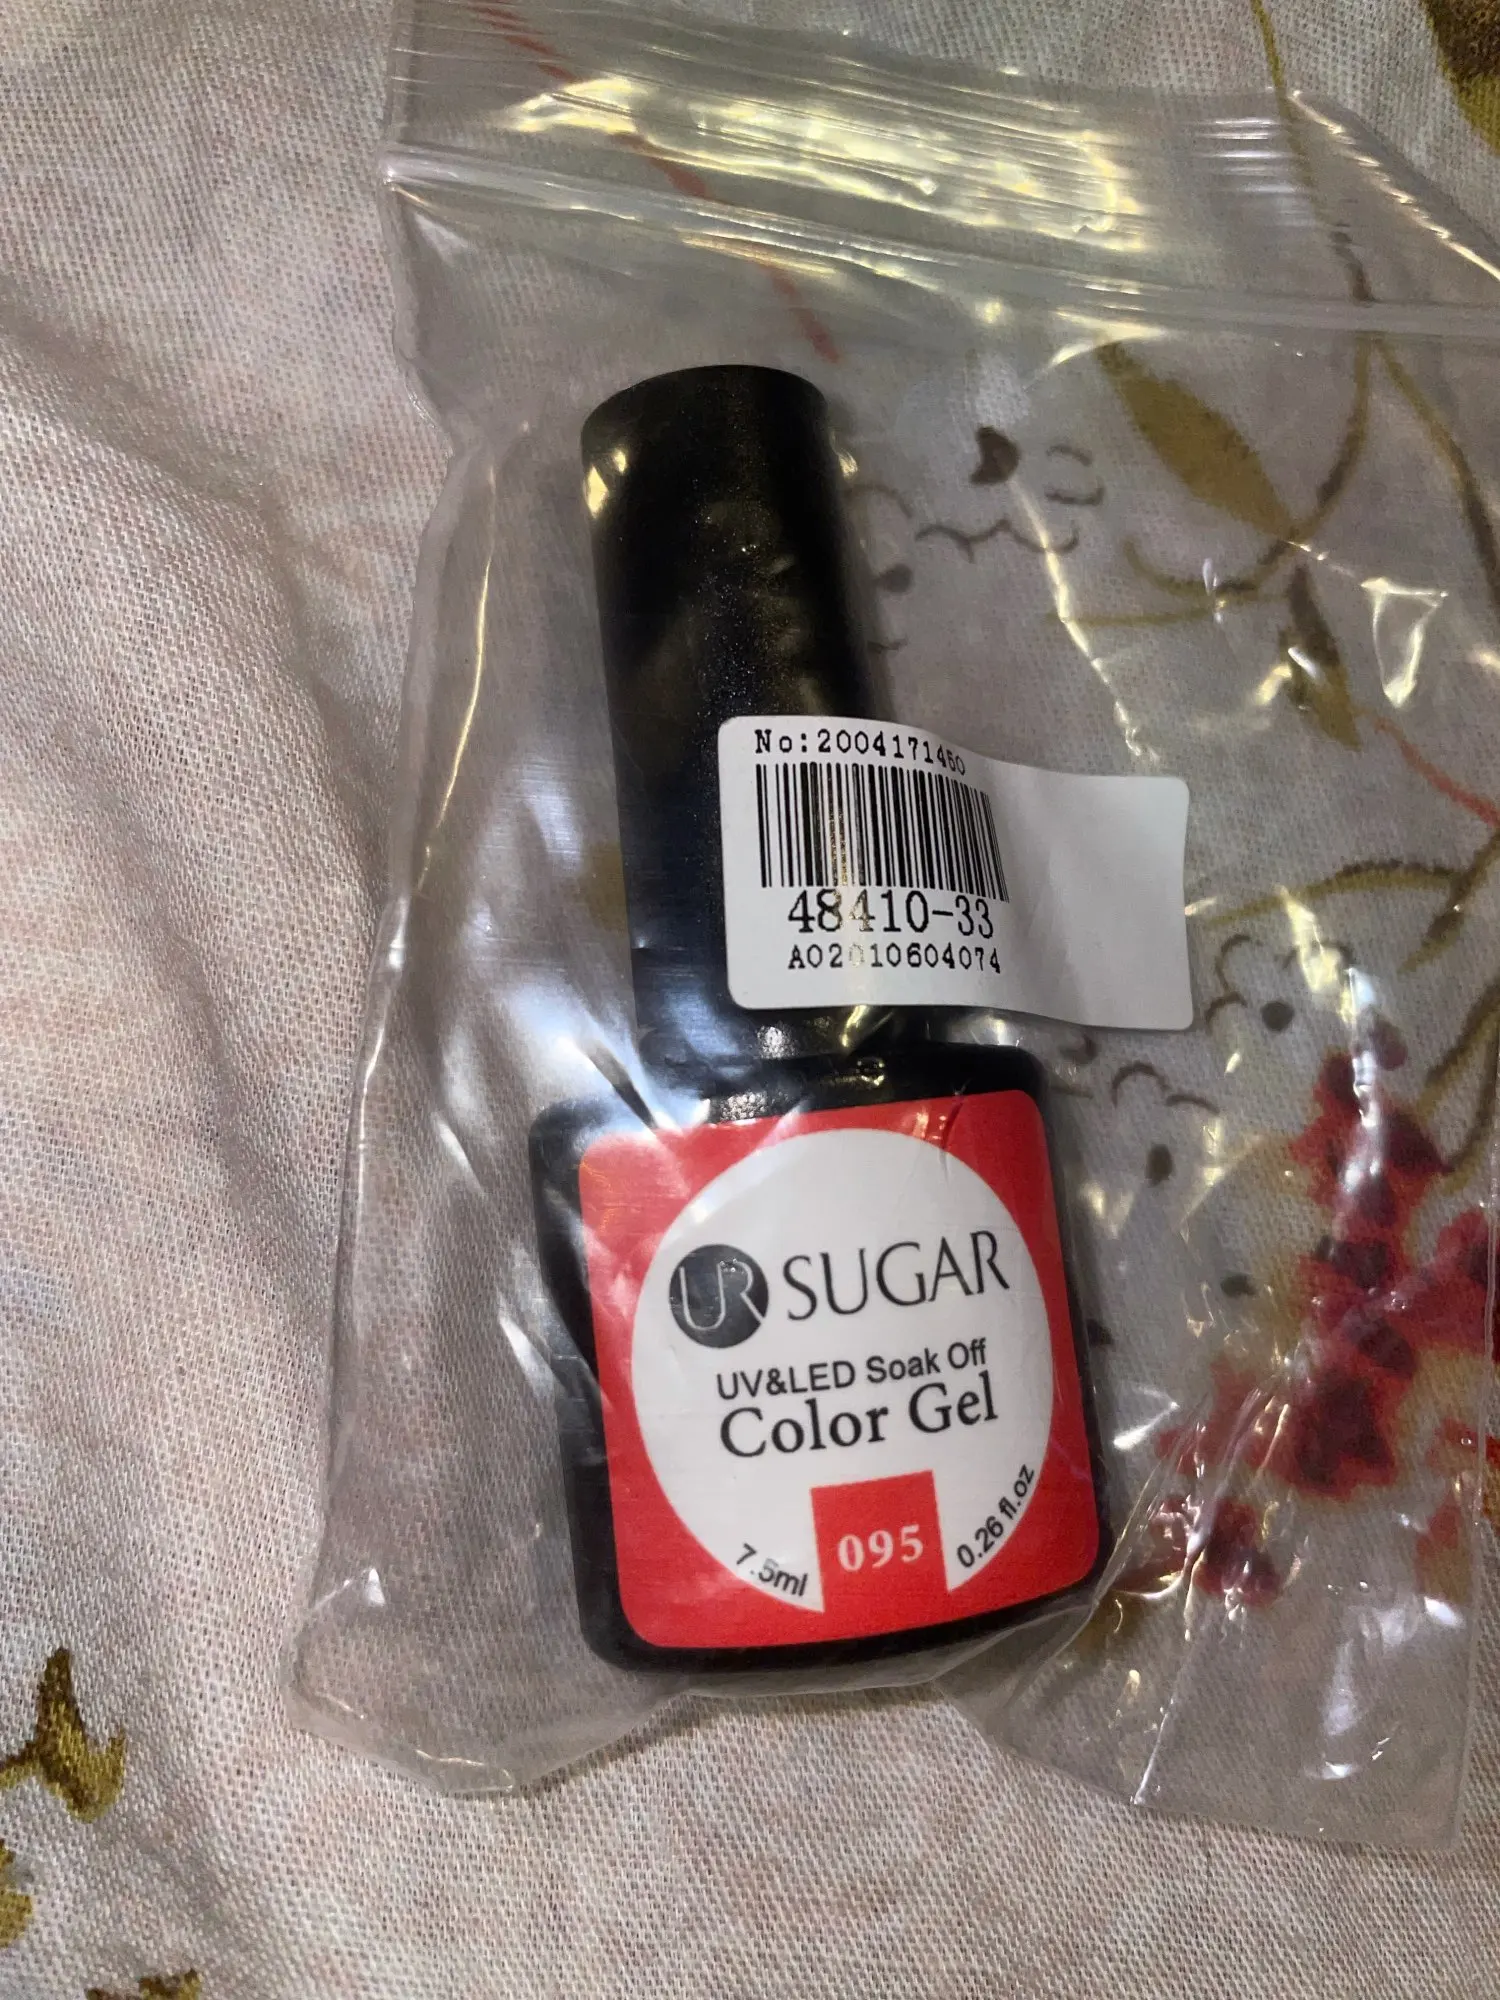 No:2004171460
48410-33
A02010604074
UR SUGAR
UV&LED Soak Off
Color Gel
7.5ml
095
0.26 fl.oz